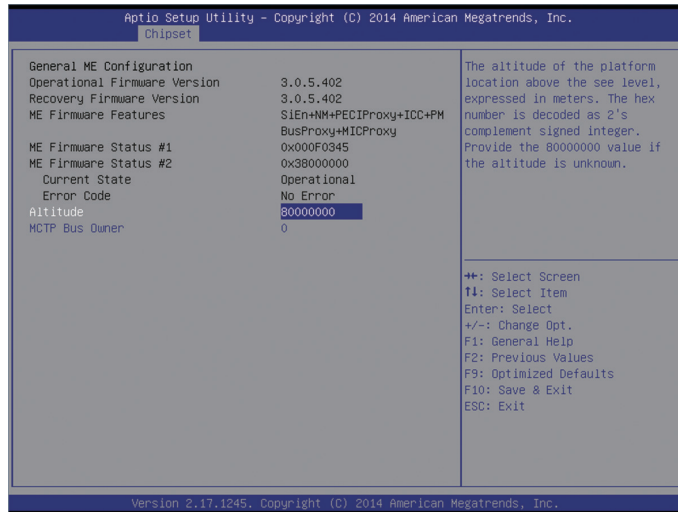 Aptio Setup Utility – Copyright (C) 2014 American Megatrends, Inc.
Chipset
General ME Configuration
Operational Firmware Version 3.0.5.402
Recovery Firmware Version 3.0.5.402
ME Firmware Features SiEn+NM+PECIProxy+ICC+PM
BusProxy+MICProxy
ME Firmware Status #1 0x000F0345
ME Firmware Status #2 0x38000000
Current State Operational
Error Code No Error
Altitude 80000000
MCTP Bus Owner 0
The altitude of the platform
location above the see level,
expressed in meters. The hex
number is decoded as 2's
complement signed integer.
Provide the 80000000 value if
the altitude is unknown.
→←: Select Screen
↑↓: Select Item
Enter: Select
+/-: Change Opt.
F1: General Help
F2: Previous Values
F9: Optimized Defaults
F10: Save & Exit
ESC: Exit
Version 2.17.1245. Copyright (C) 2014 American Megatrends, Inc.